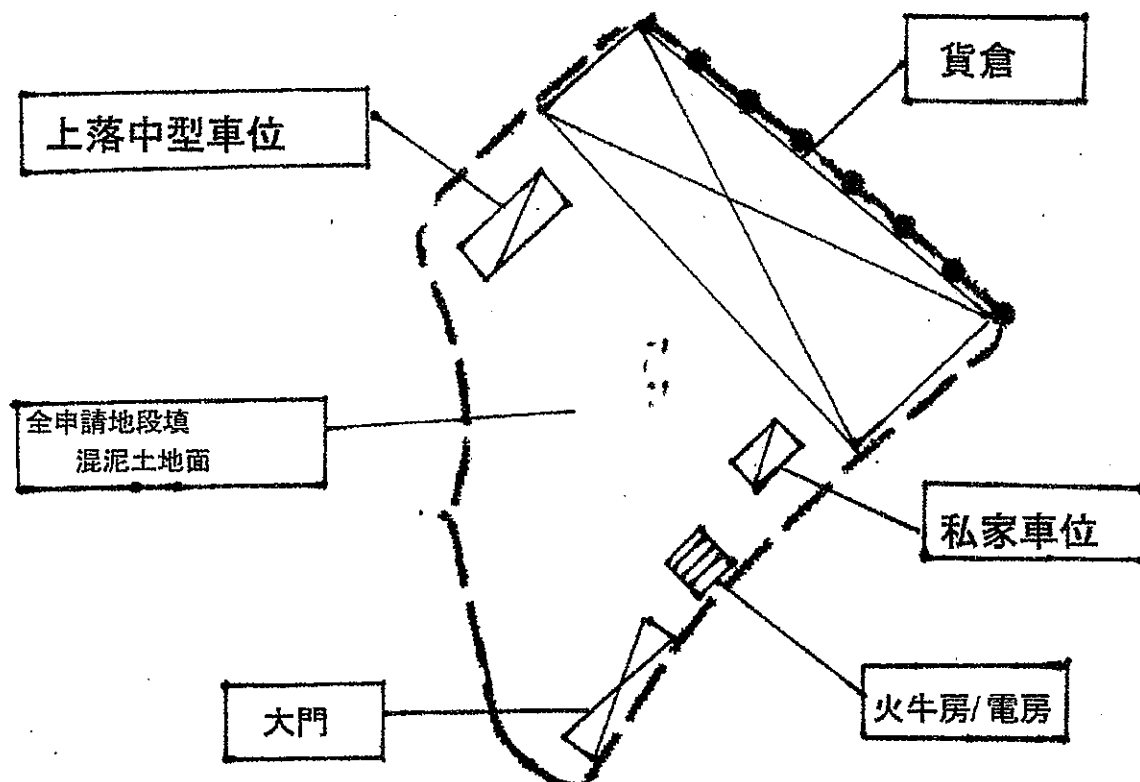 貨倉
上落中型車位
全申請地段填
混泥土地面
私家車位
火牛房/電房
大門